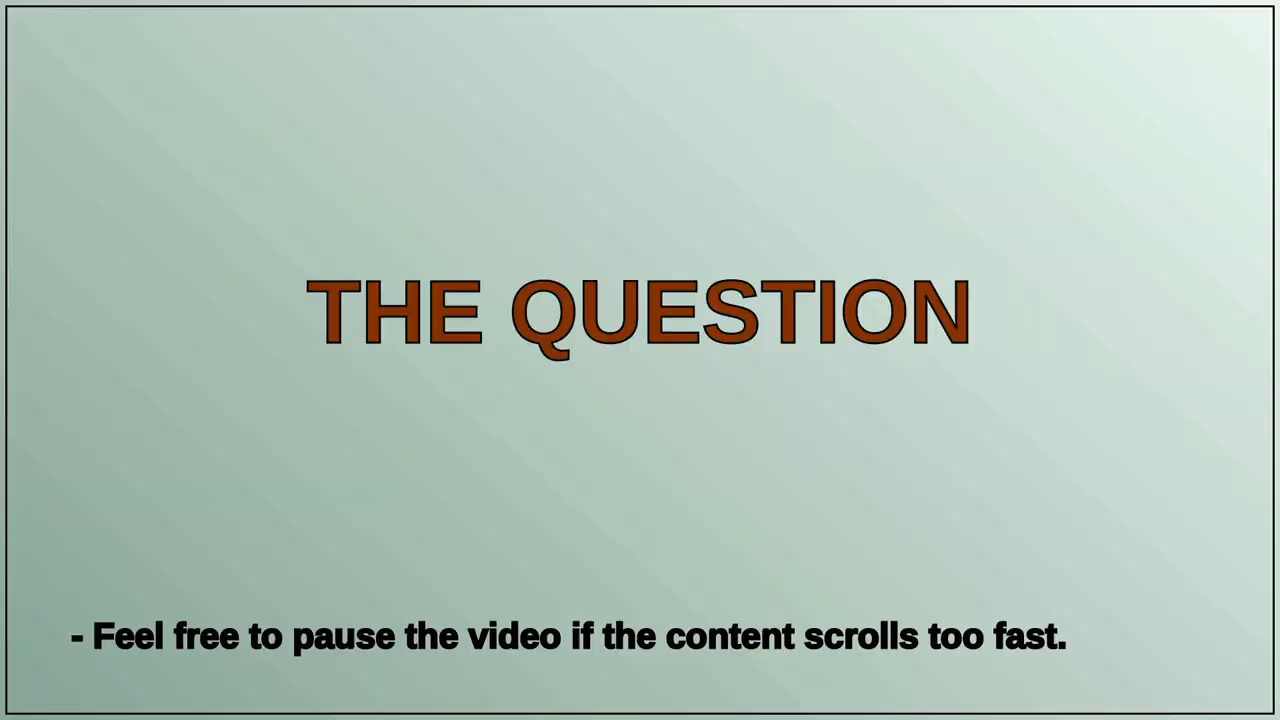 THE QUESTION
- Feel free to pause the video if the content scrolls too fast.